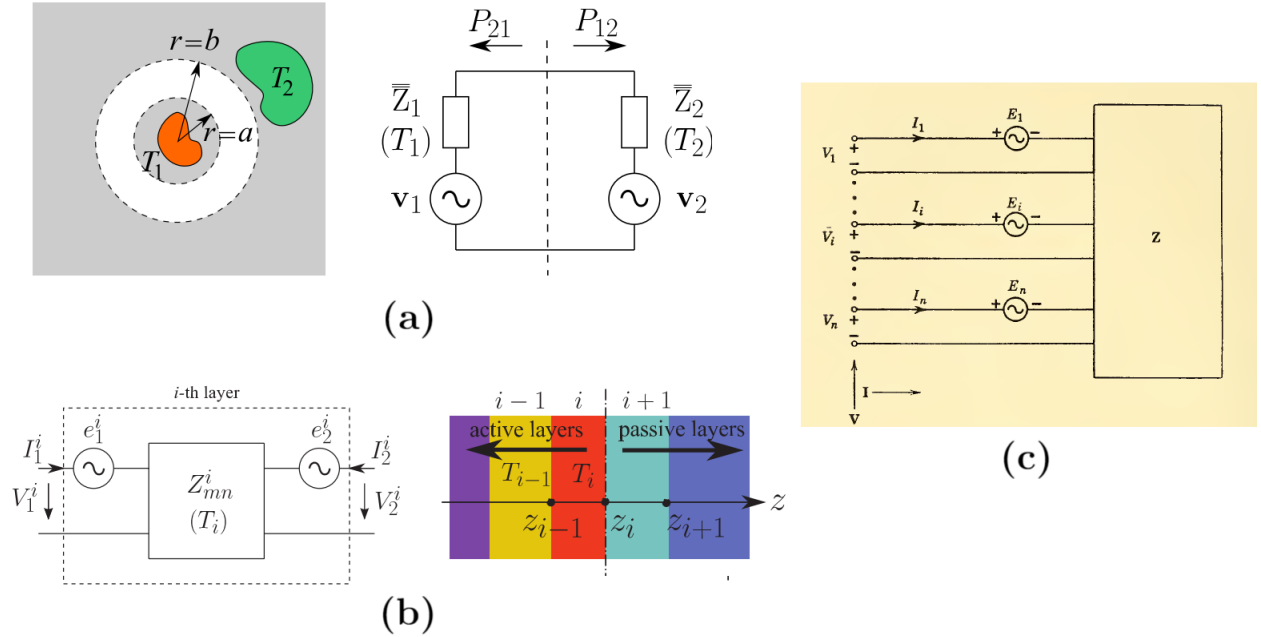 r=b
T₂
r=a
T₁
P₂₁ P₁₂
Z̿₁ Z̿₂
(T₁) (T₂)
v₁ v₂
(a)
i-th layer
e₁ⁱ e₂ⁱ
I₁ⁱ I₂ⁱ
Zₘₙⁱ
V₁ⁱ (Tᵢ) V₂ⁱ
i−1 i i+1
active layers passive layers
Tᵢ₋₁ Tᵢ
z
zᵢ₋₁ zᵢ zᵢ₊₁
(b)
I₁ E₁
+ −
V₁ +
−
Iᵢ Eᵢ
+ −
Vᵢ +
−
Z
Iₙ Eₙ
+ −
Vₙ +
−
I
V
(c)